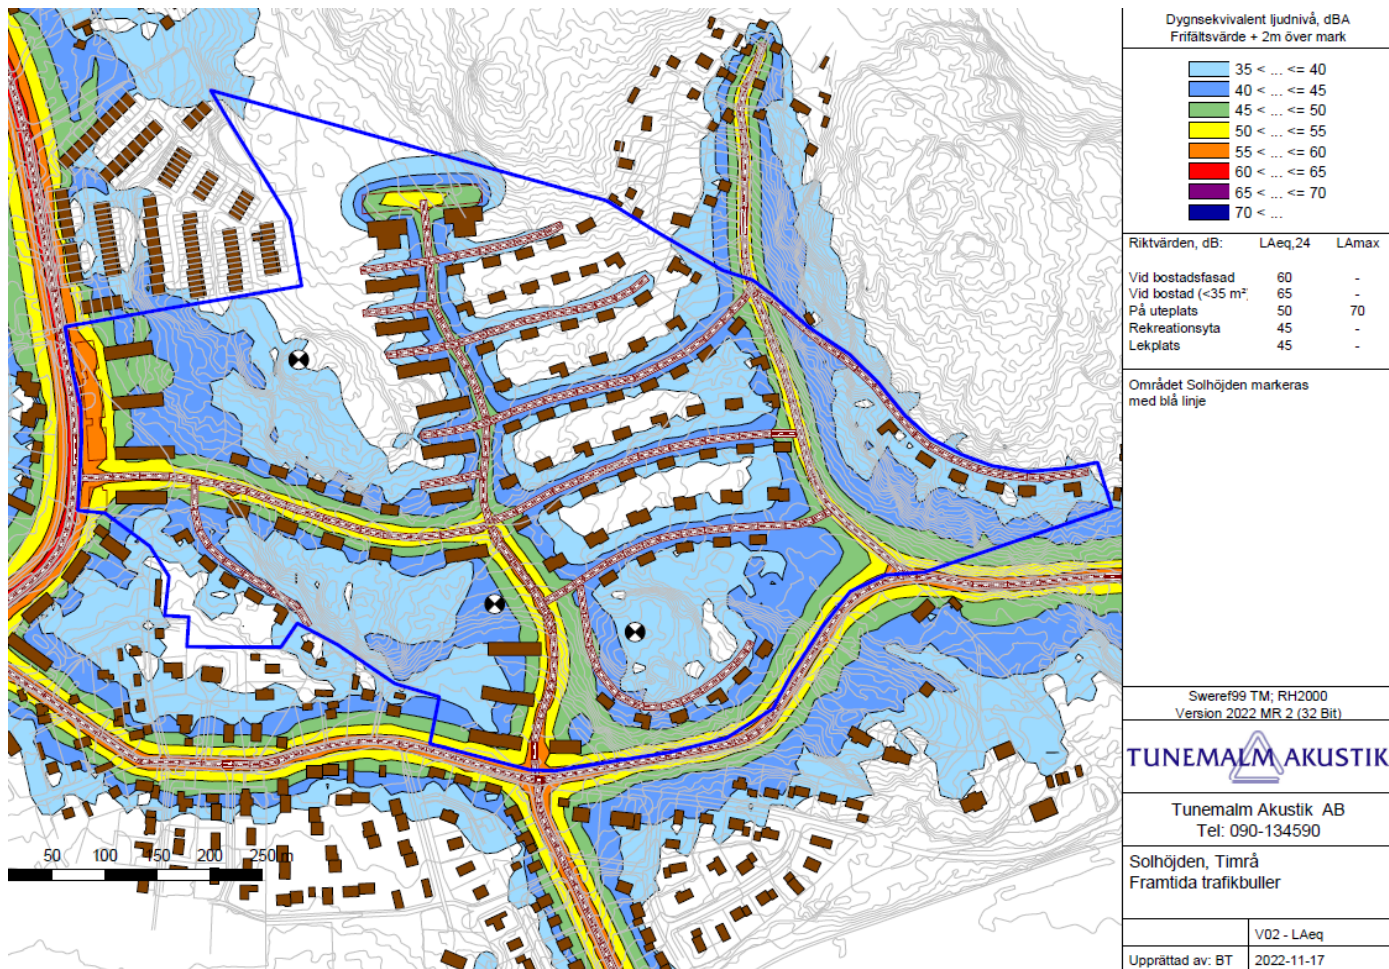 Dygnsekvivalent ljudnivå, dBA
Frifältsvärde + 2m över mark
35 < ... <= 40
40 < ... <= 45
45 < ... <= 50
50 < ... <= 55
55 < ... <= 60
60 < ... <= 65
65 < ... <= 70
70 < ...
Riktvärden, dB: LAeq,24 LAmax
Vid bostadsfasad 60 -
Vid bostad (<35 m² 65 -
På uteplats 50 70
Rekreationsyta 45 -
Lekplats 45 -
Området Solhöjden markeras
med blå linje
Sweref99 TM; RH2000
Version 2022 MR 2 (32 Bit)
TUNEMALM AKUSTIK
Tunemalm Akustik AB
Tel: 090-134590
Solhöjden, Timrå
Framtida trafikbuller
V02 - LAeq
Upprättad av: BT 2022-11-17
50 100 150 200 250 m